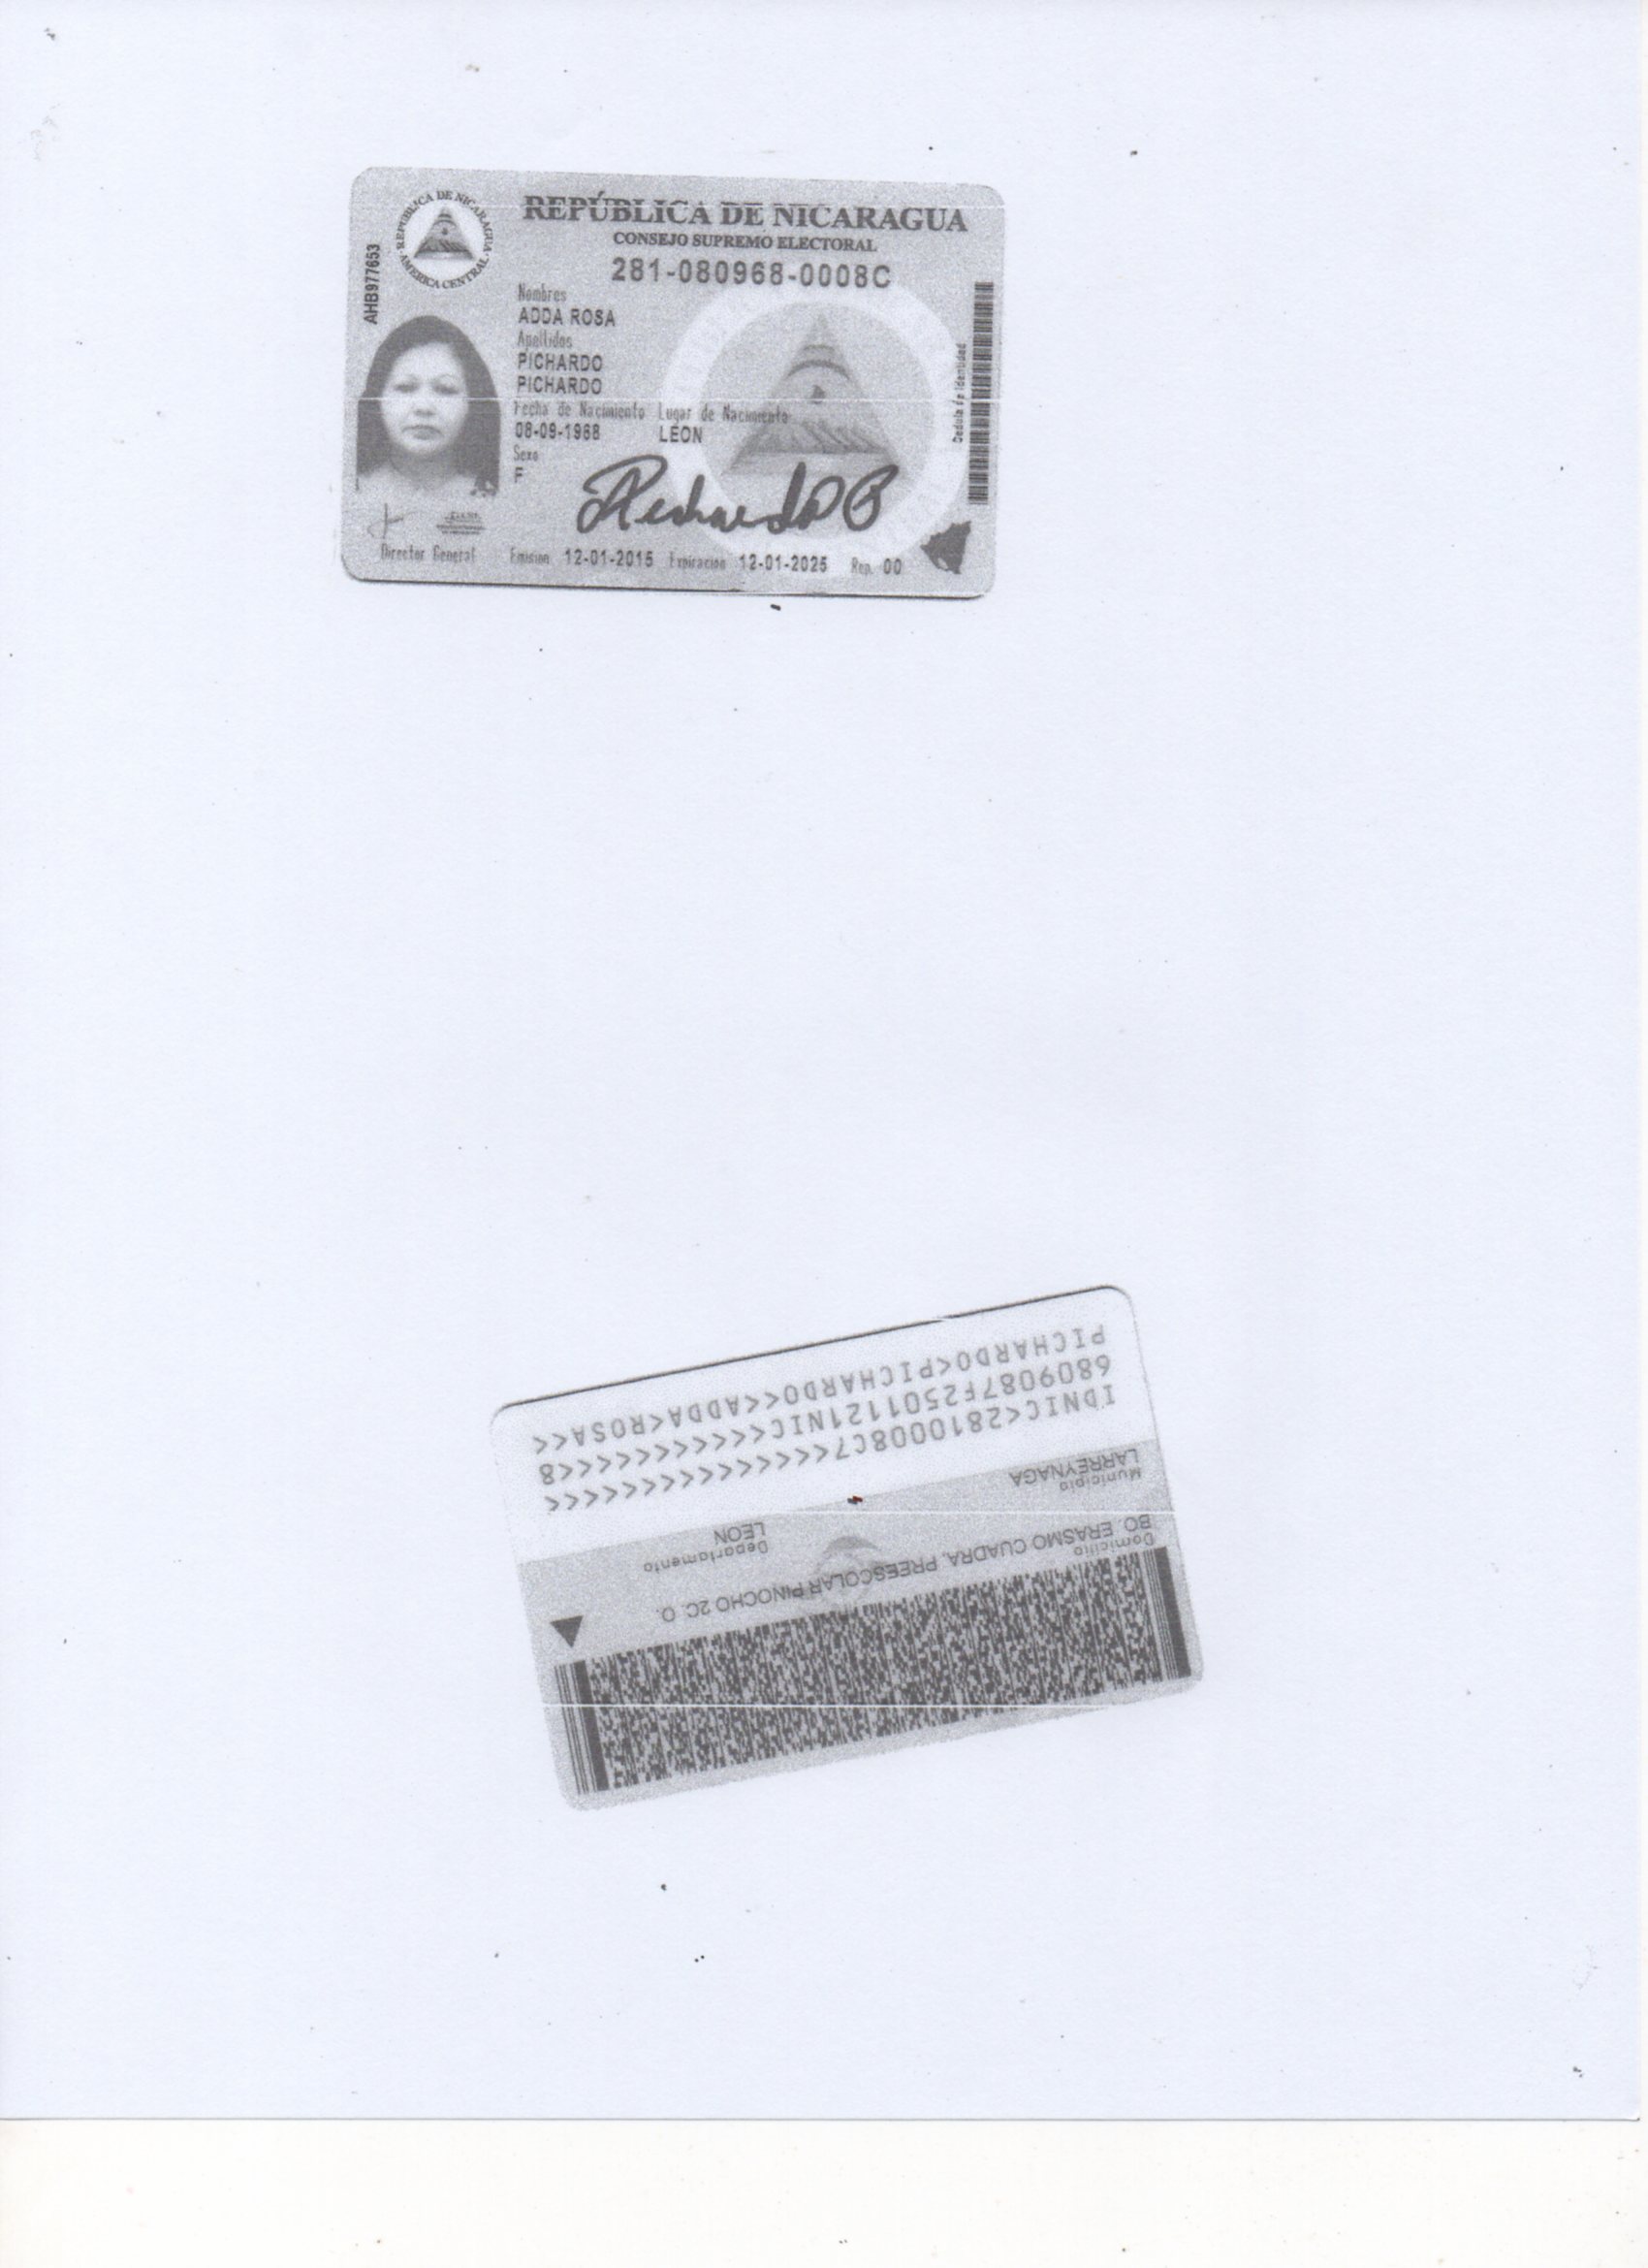 REPÚBLICA DE NICARAGUA
CONSEJO SUPREMO ELECTORAL
281-080968-0008C
REPUBLICA DE NICARAGUA
AMERICA CENTRAL
AHB977653
Nombres
ADDA ROSA
Apellidos
PICHARDO
PICHARDO
Fecha de Nacimiento Lugar de Nacimiento
08-09-1968 LEON
Sexo
F
Cedula de Identidad
Director General Emision 12-01-2015 Expiracion 12-01-2025 Rep. 00
Domicilio
BO. ERASMO CUADRA, PREESCOLAR PINOCHO 2C. O.
Municipio Departamento
LARREYNAGA LEON
IDNIC<2810008C7<<<<<<<<<<<<<<<
6809087F2501121NIC<<<<<<<<<<<8
PICHARDO<PICHARDO<<ADDA<ROSA<<